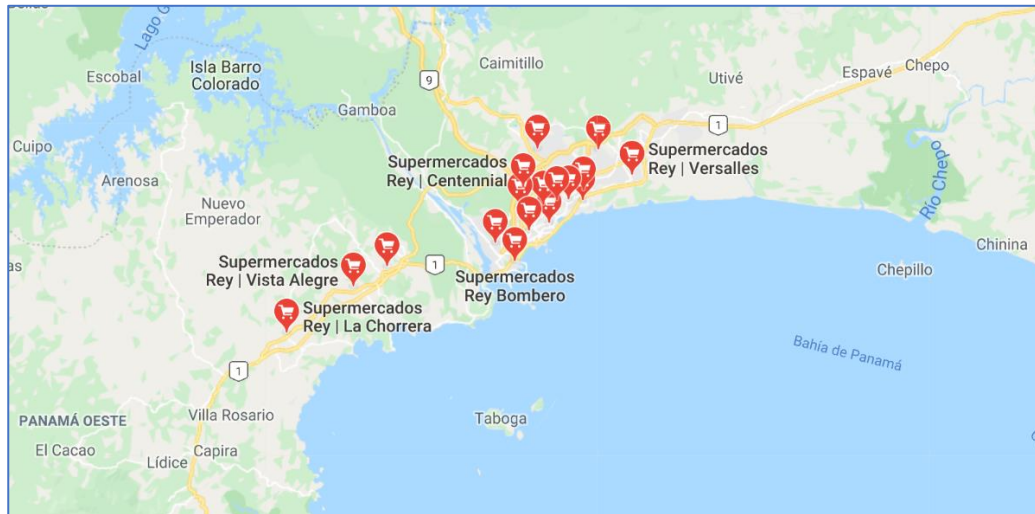 Lago G
Isla Barro
Colorado
Escobal
Caimitillo
9
Utivé
Espavé
Chepo
Gamboa
1
Cuipo
Supermercados
Rey | Centennial
Supermercados
Rey | Versalles
Arenosa
Nuevo
Emperador
Río Chepo
Chinina
as
Supermercados
Rey | Vista Alegre
1
Supermercados
Rey Bombero
Chepillo
Supermercados
Rey | La Chorrera
Bahía de Panamá
1
Villa Rosario
Taboga
PANAMÁ OESTE
El Cacao
Capira
Lídice